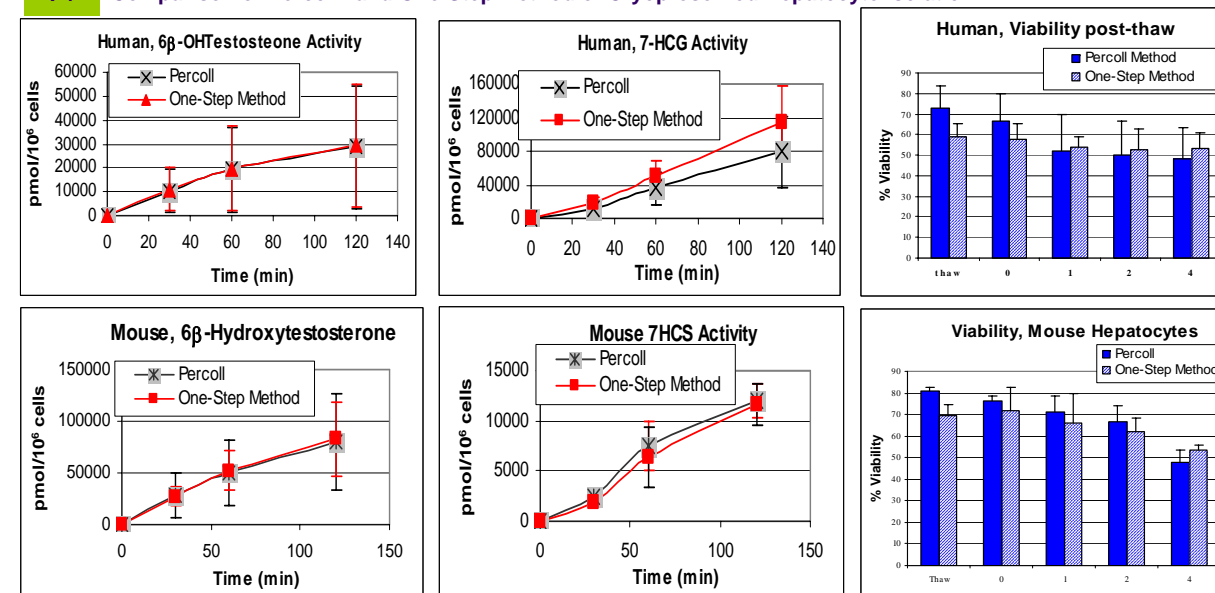 Human, 6β-OHTestosteone Activity
60000
50000
40000
30000
20000
10000
0
Percoll
One-Step Method
pmol/10⁶ cells
0 20 40 60 80 100 120 140
Time (min)
Human, 7-HCG Activity
160000
120000
80000
40000
0
Percoll
One-Step Method
pmol/10⁶ cells
0 20 40 60 80 100 120 140
Time (min)
Human, Viability post-thaw
Percoll Method
One-Step Method
90
80
70
60
50
40
30
20
10
0
% Viability
thaw 0 1 2 4
Mouse, 6β-Hydroxytestosterone
150000
100000
50000
0
Percoll
One-Step Method
pmol/10⁶ cells
0 50 100 150
Time (min)
Mouse 7HCS Activity
15000
10000
5000
0
Percoll
One-Step Method
pmol/10⁶ cells
0 50 100 150
Time (min)
Viability, Mouse Hepatocytes
Percoll
One-Step Method
90
80
70
60
50
40
30
20
10
0
% Viability
Thaw 0 1 2 4